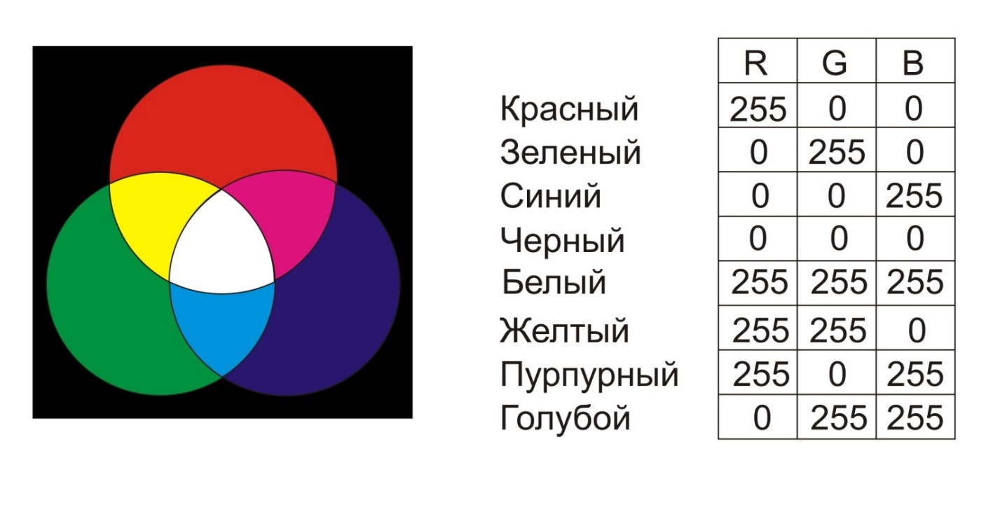 R G B
Красный 255 0 0
Зеленый 0 255 0
Синий 0 0 255
Черный 0 0 0
Белый 255 255 255
Желтый 255 255 0
Пурпурный 255 0 255
Голубой 0 255 255